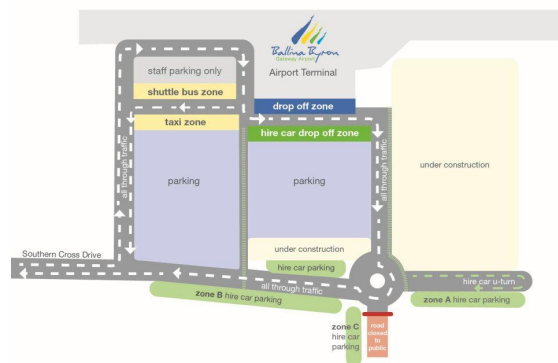 Ballina Byron
Gateway Airport
Airport Terminal
staff parking only
shuttle bus zone
drop off zone
taxi zone
hire car drop off zone
all through traffic
parking
parking
all through traffic
under construction
under construction
Southern Cross Drive
hire car parking
hire car u-turn
all through traffic
zone B hire car parking
zone A hire car parking
zone C
hire car
parking
road
closed
to
public